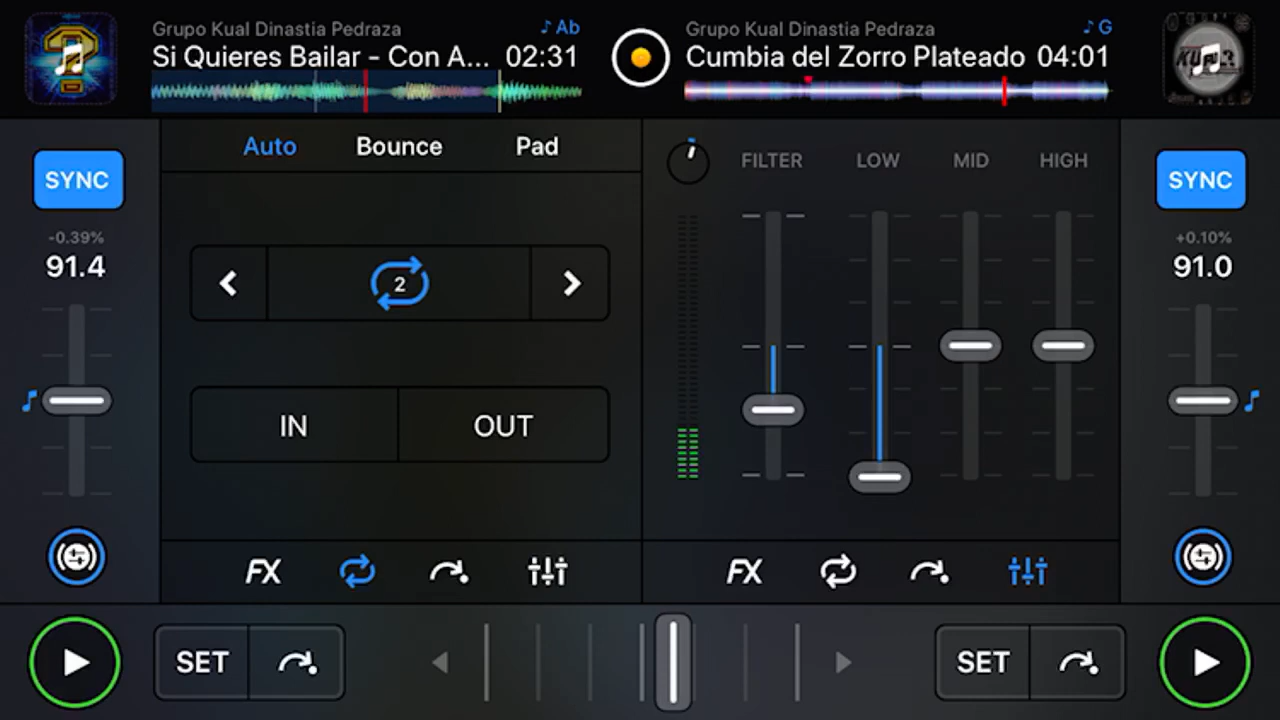 Grupo Kual Dinastia Pedraza
Ab
Si Quieres Bailar - Con A... 02:31
Grupo Kual Dinastia Pedraza
G
Cumbia del Zorro Plateado 04:01
Auto Bounce Pad
FILTER LOW MID HIGH
SYNC
-0.39%
91.4
SYNC
+0.10%
91.0
2
IN OUT
FX
FX
SET
SET